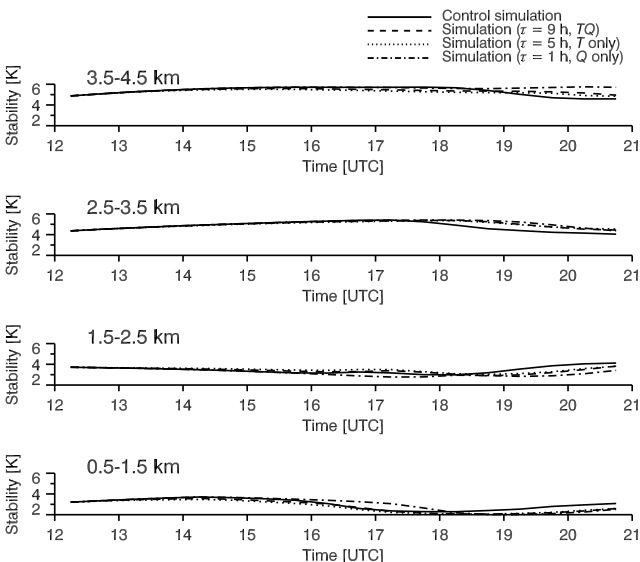 Control simulation
Simulation (τ = 9 h, TQ)
Simulation (τ = 5 h, T only)
Simulation (τ = 1 h, Q only)
3.5-4.5 km
Stability [K]
6
4
2
12 13 14 15 16 17 18 19 20 21
Time [UTC]
2.5-3.5 km
Stability [K]
6
4
2
12 13 14 15 16 17 18 19 20 21
Time [UTC]
1.5-2.5 km
Stability [K]
6
4
2
12 13 14 15 16 17 18 19 20 21
Time [UTC]
0.5-1.5 km
Stability [K]
6
4
2
12 13 14 15 16 17 18 19 20 21
Time [UTC]